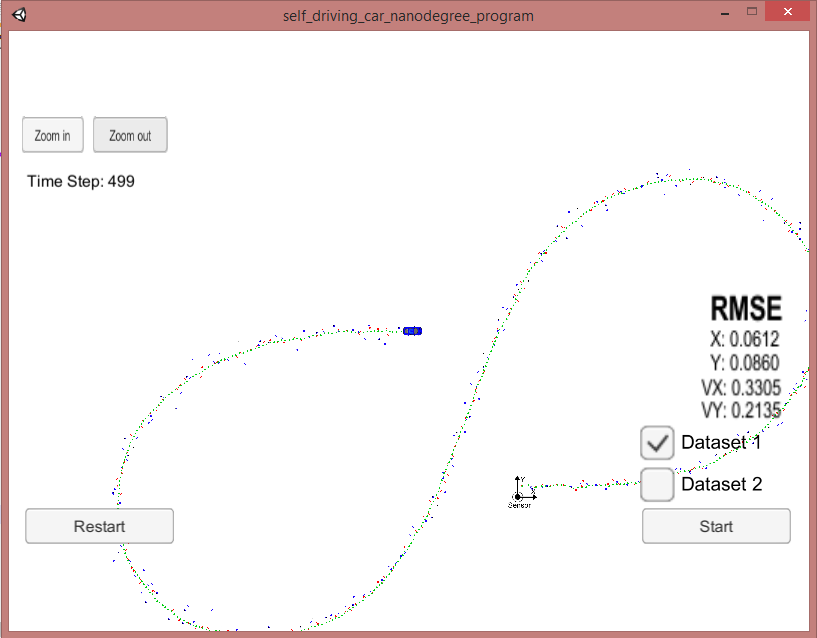 self_driving_car_nanodegree_program
Zoom in
Zoom out
Time Step: 499
RMSE
X: 0.0612
Y: 0.0860
VX: 0.3305
VY: 0.2135
Dataset 1
Dataset 2
Y
X
Sensor
Restart
Start